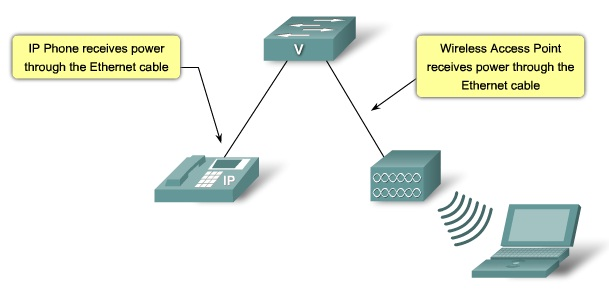 IP Phone receives power
through the Ethernet cable
V
Wireless Access Point
receives power through the
Ethernet cable
IP